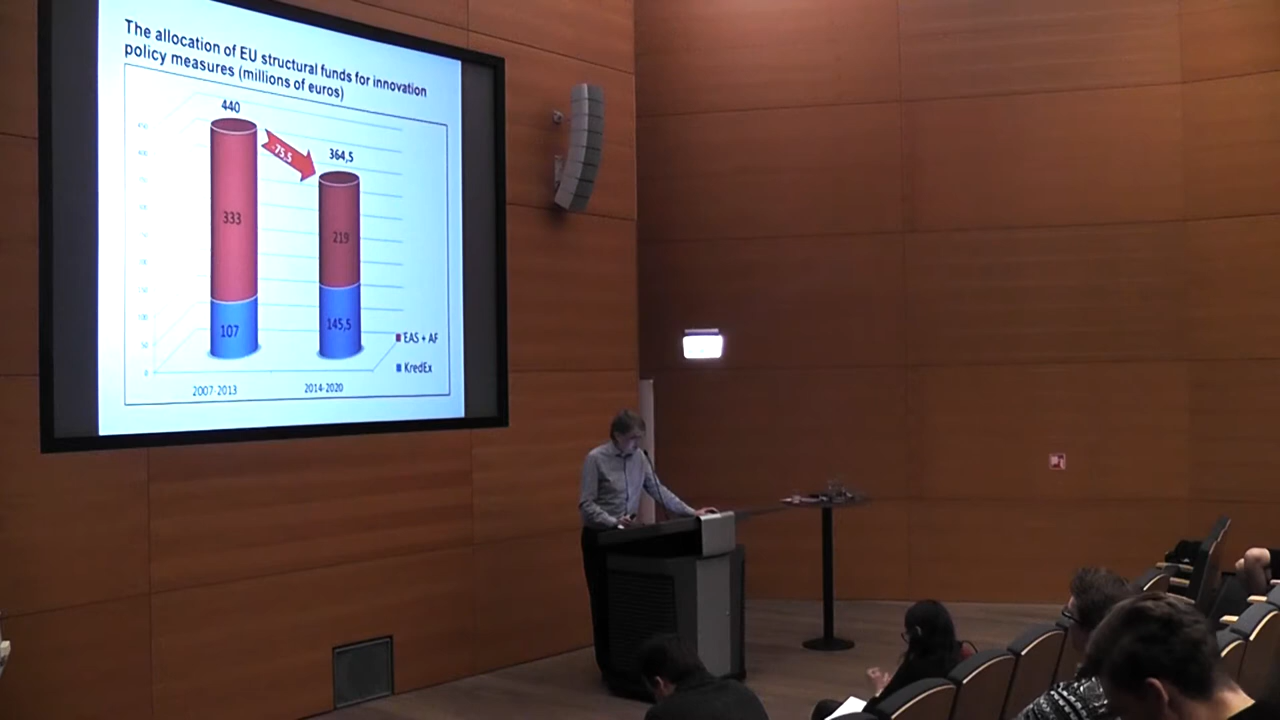 The allocation of EU structural funds for innovation
policy measures (millions of euros)
440
-75,5
364,5
333
219
107
145,5
EAS + AF
KredEx
2007-2013
2014-2020